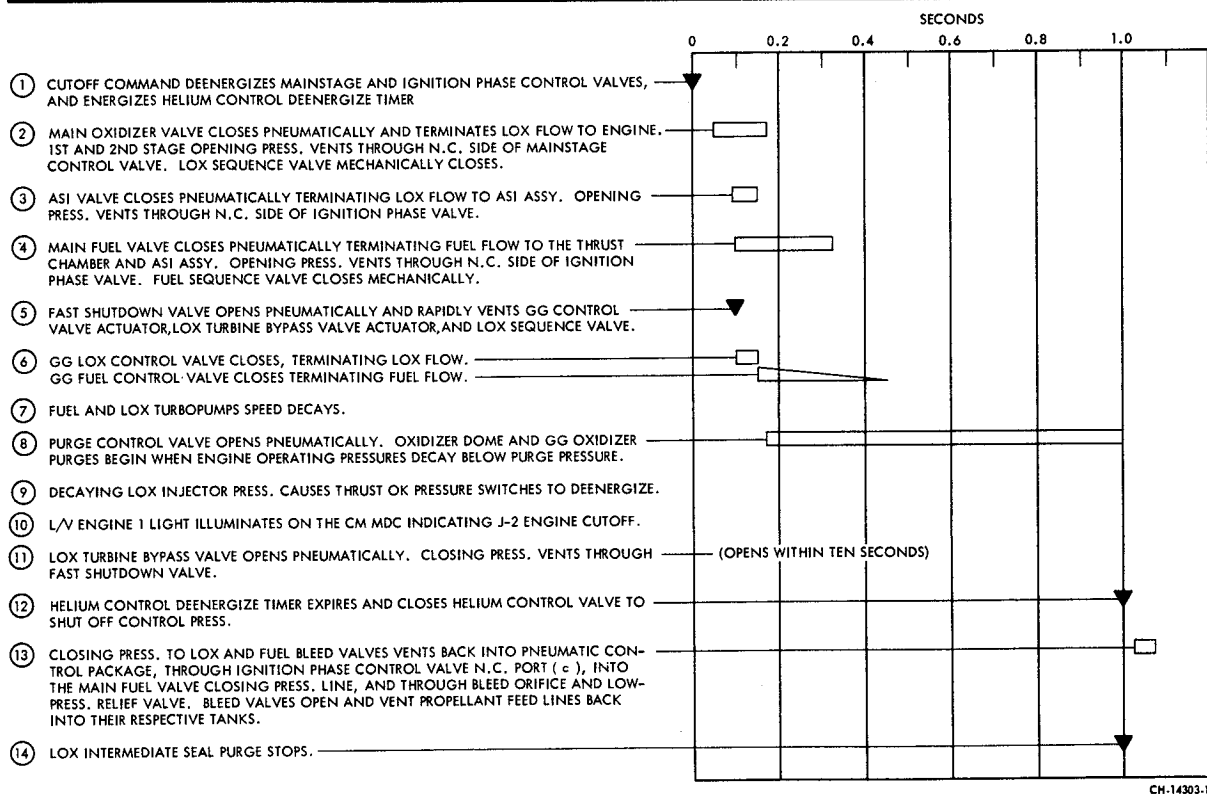 SECONDS
0 0.2 0.4 0.6 0.8 1.0
1 CUTOFF COMMAND DEENERGIZES MAINSTAGE AND IGNITION PHASE CONTROL VALVES,
AND ENERGIZES HELIUM CONTROL DEENERGIZE TIMER
2 MAIN OXIDIZER VALVE CLOSES PNEUMATICALLY AND TERMINATES LOX FLOW TO ENGINE.
1ST AND 2ND STAGE OPENING PRESS. VENTS THROUGH N.C. SIDE OF MAINSTAGE
CONTROL VALVE. LOX SEQUENCE VALVE MECHANICALLY CLOSES.
3 ASI VALVE CLOSES PNEUMATICALLY TERMINATING LOX FLOW TO ASI ASSY. OPENING
PRESS. VENTS THROUGH N.C. SIDE OF IGNITION PHASE VALVE.
4 MAIN FUEL VALVE CLOSES PNEUMATICALLY TERMINATING FUEL FLOW TO THE THRUST
CHAMBER AND ASI ASSY. OPENING PRESS. VENTS THROUGH N.C. SIDE OF IGNITION
PHASE VALVE. FUEL SEQUENCE VALVE CLOSES MECHANICALLY.
5 FAST SHUTDOWN VALVE OPENS PNEUMATICALLY AND RAPIDLY VENTS GG CONTROL
VALVE ACTUATOR,LOX TURBINE BYPASS VALVE ACTUATOR,AND LOX SEQUENCE VALVE.
6 GG LOX CONTROL VALVE CLOSES, TERMINATING LOX FLOW.
GG FUEL CONTROL VALVE CLOSES TERMINATING FUEL FLOW.
7 FUEL AND LOX TURBOPUMPS SPEED DECAYS.
8 PURGE CONTROL VALVE OPENS PNEUMATICALLY. OXIDIZER DOME AND GG OXIDIZER
PURGES BEGIN WHEN ENGINE OPERATING PRESSURES DECAY BELOW PURGE PRESSURE.
9 DECAYING LOX INJECTOR PRESS. CAUSES THRUST OK PRESSURE SWITCHES TO DEENERGIZE.
10 L/V ENGINE 1 LIGHT ILLUMINATES ON THE CM MDC INDICATING J-2 ENGINE CUTOFF.
11 LOX TURBINE BYPASS VALVE OPENS PNEUMATICALLY. CLOSING PRESS. VENTS THROUGH (OPENS WITHIN TEN SECONDS)
FAST SHUTDOWN VALVE.
12 HELIUM CONTROL DEENERGIZE TIMER EXPIRES AND CLOSES HELIUM CONTROL VALVE TO
SHUT OFF CONTROL PRESS.
13 CLOSING PRESS. TO LOX AND FUEL BLEED VALVES VENTS BACK INTO PNEUMATIC CON-
TROL PACKAGE, THROUGH IGNITION PHASE CONTROL VALVE N.C. PORT ( c ), INTO
THE MAIN FUEL VALVE CLOSING PRESS. LINE, AND THROUGH BLEED ORIFICE AND LOW-
PRESS. RELIEF VALVE. BLEED VALVES OPEN AND VENT PROPELLANT FEED LINES BACK
INTO THEIR RESPECTIVE TANKS.
14 LOX INTERMEDIATE SEAL PURGE STOPS.
CH-14303-1